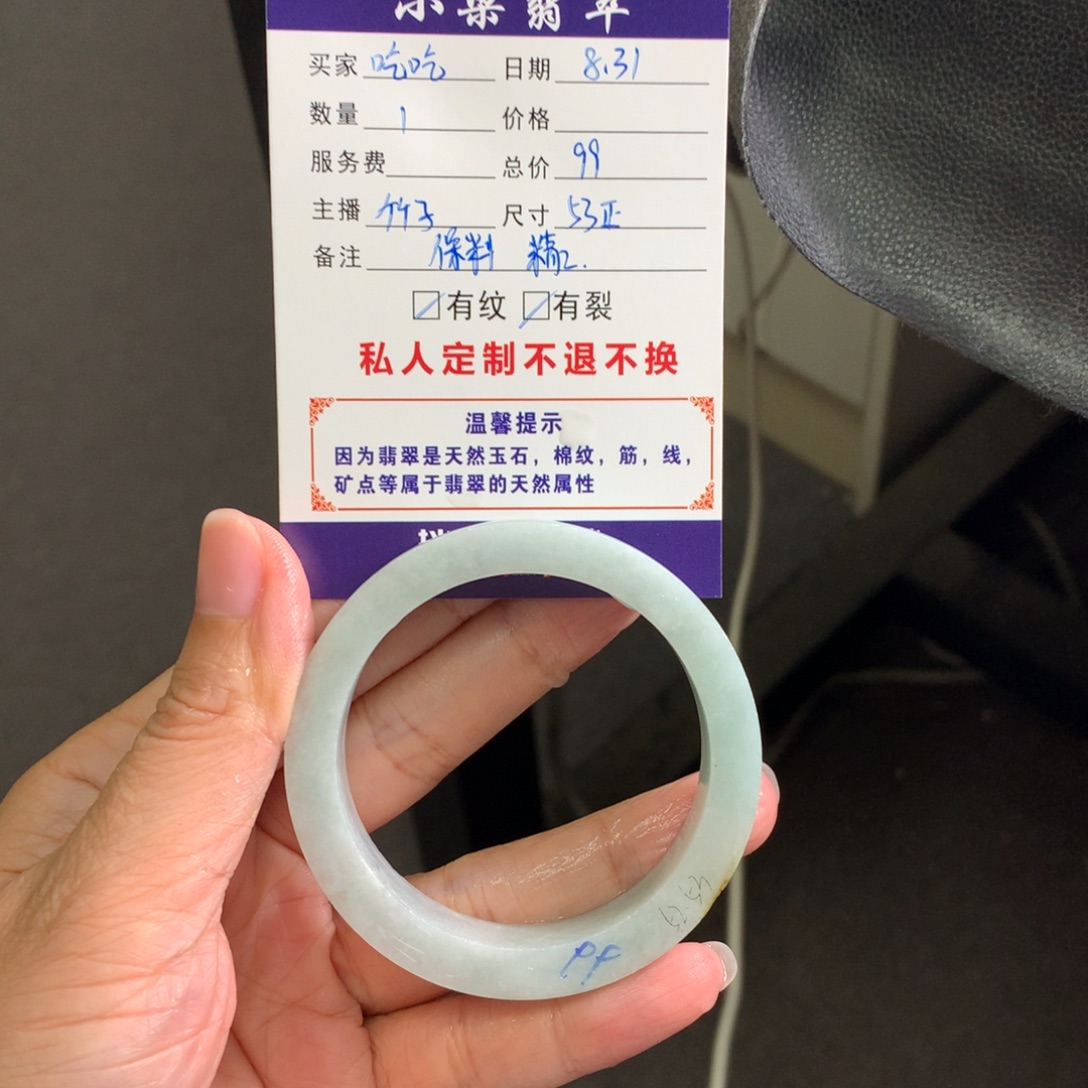 翡翠
买家 吃吃 日期 8.31
数量 1 价格
服务费 总价 99
主播 竹子 尺寸 53正
备注 保料 精工.
有纹 有裂
私人定制不退不换
温馨提示
因为翡翠是天然玉石，棉纹，筋，线，
矿点等属于翡翠的天然属性